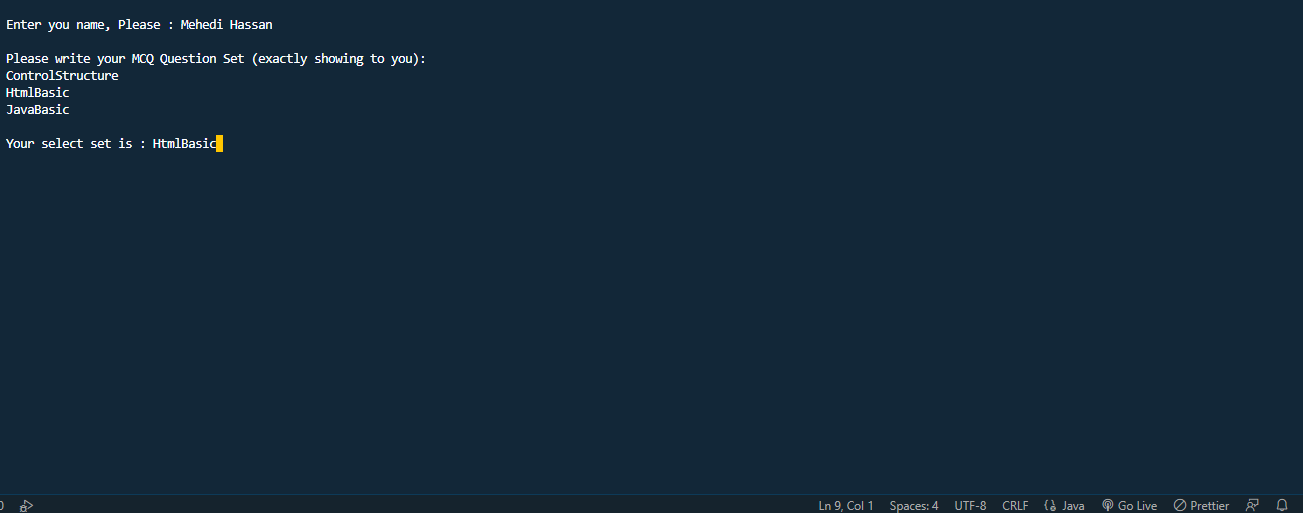 Enter you name, Please : Mehedi Hassan
Please write your MCQ Question Set (exactly showing to you):
ControlStructure
HtmlBasic
JavaBasic
Your select set is : HtmlBasic
Ln 9, Col 1 Spaces: 4 UTF-8 CRLF {} Java Go Live Prettier